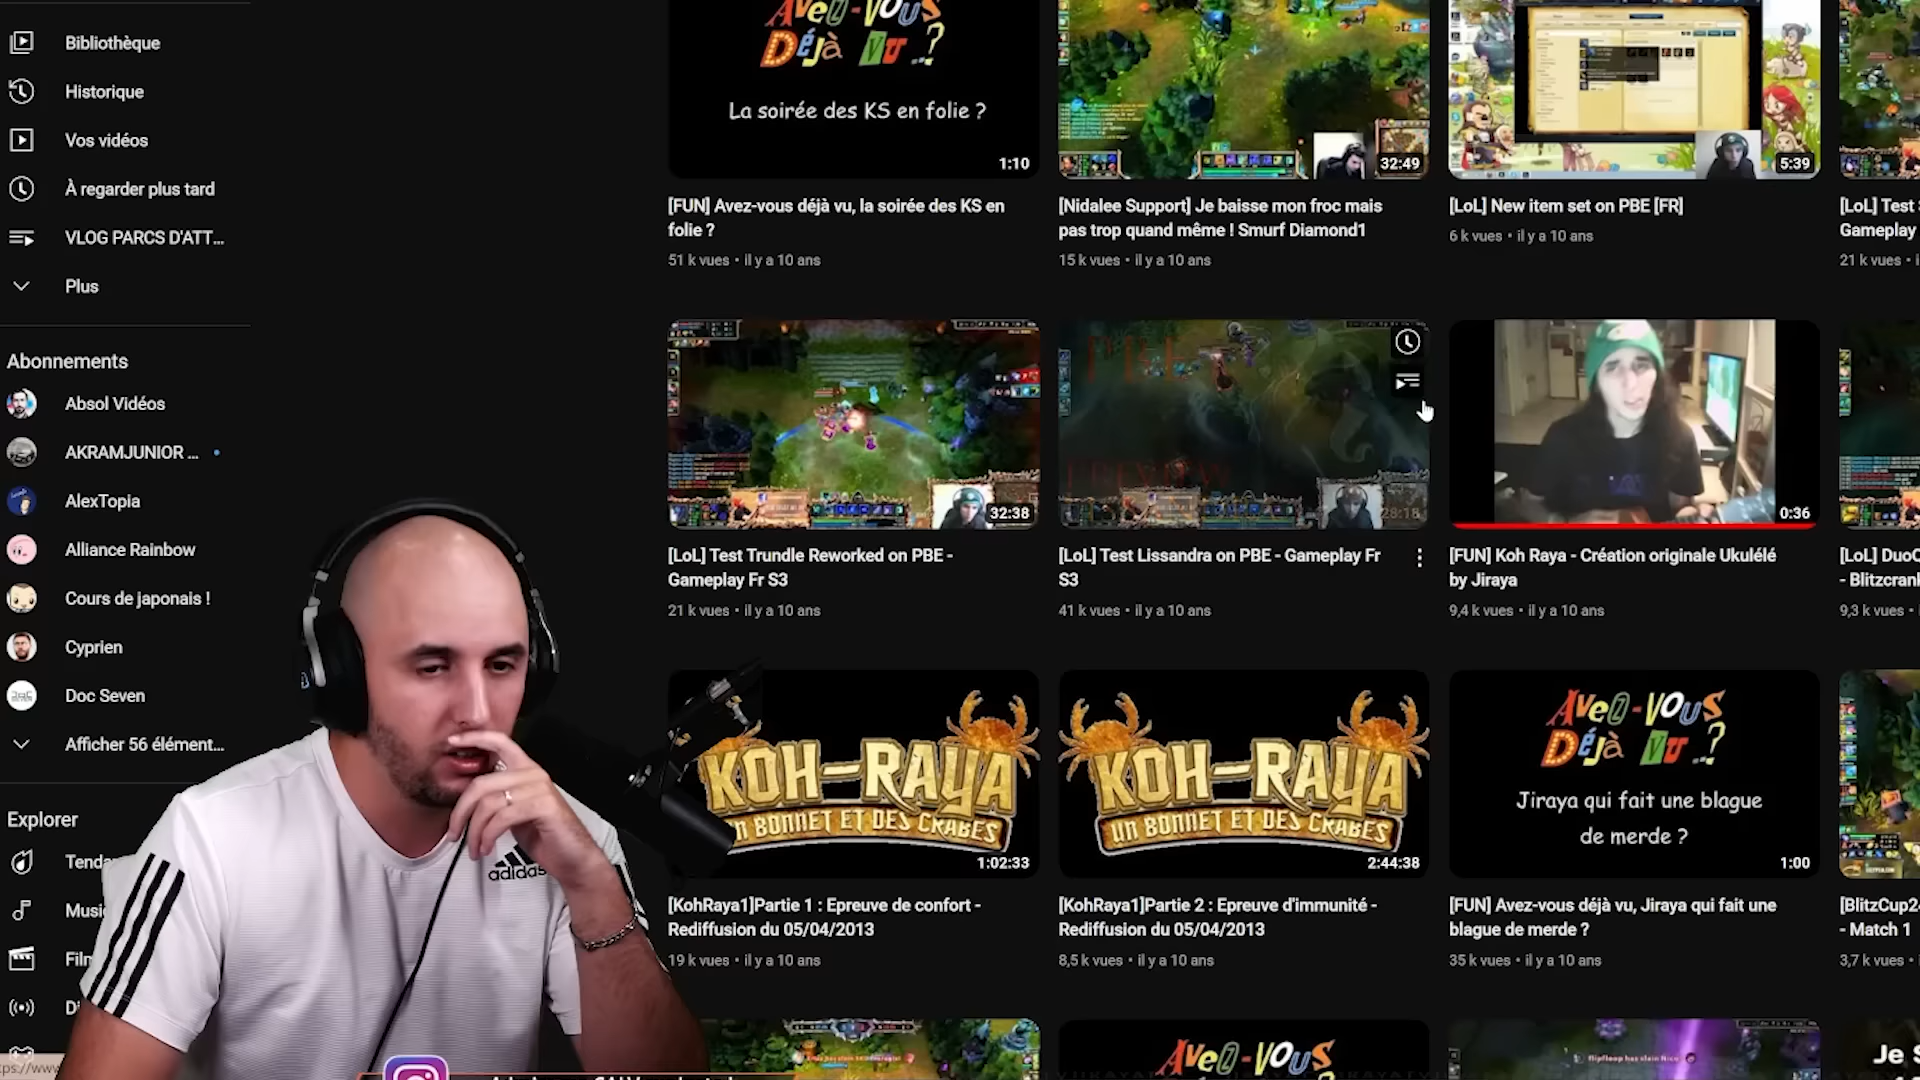 Bibliothèque
Historique
Vos vidéos
À regarder plus tard
VLOG PARCS D'ATT...
Plus
Abonnements
Absol Vidéos
AKRAMJUNIOR ...
AlexTopia
Alliance Rainbow
Cours de japonais !
Cyprien
Doc Seven
Afficher 56 élément...
Explorer
AVEZ-VOUS
DÉJÀ VU ..?
La soirée des KS en folie ?
1:10
[FUN] Avez-vous déjà vu, la soirée des KS en
folie ?
51 k vues • il y a 10 ans
32:49
[Nidalee Support] Je baisse mon froc mais
pas trop quand même ! Smurf Diamond1
15 k vues • il y a 10 ans
5:39
[LoL] New item set on PBE [FR]
6 k vues • il y a 10 ans
[LoL] Test
Gameplay
21 k vues •
32:38
[LoL] Test Trundle Reworked on PBE -
Gameplay Fr S3
21 k vues • il y a 10 ans
PBE
PREVIEW
28:18
[LoL] Test Lissandra on PBE - Gameplay Fr
S3
41 k vues • il y a 10 ans
0:36
[FUN] Koh Raya - Création originale Ukulélé
by Jiraya
9,4 k vues • il y a 10 ans
[LoL] Duo
- Blitzcrank
9,3 k vues •
KOH-RAYA
UN BONNET ET DES CRABES
1:02:33
[KohRaya1]Partie 1 : Epreuve de confort -
Rediffusion du 05/04/2013
19 k vues • il y a 10 ans
KOH-RAYA
UN BONNET ET DES CRABES
2:44:38
[KohRaya1]Partie 2 : Epreuve d'immunité -
Rediffusion du 05/04/2013
8,5 k vues • il y a 10 ans
AVEZ-VOUS
DÉJÀ VU ..?
Jiraya qui fait une blague
de merde ?
1:00
[FUN] Avez-vous déjà vu, Jiraya qui fait une
blague de merde ?
35 k vues • il y a 10 ans
[BlitzCup2
- Match 1
3,7 k vues •
adidas
AVEZ-VOUS
Je